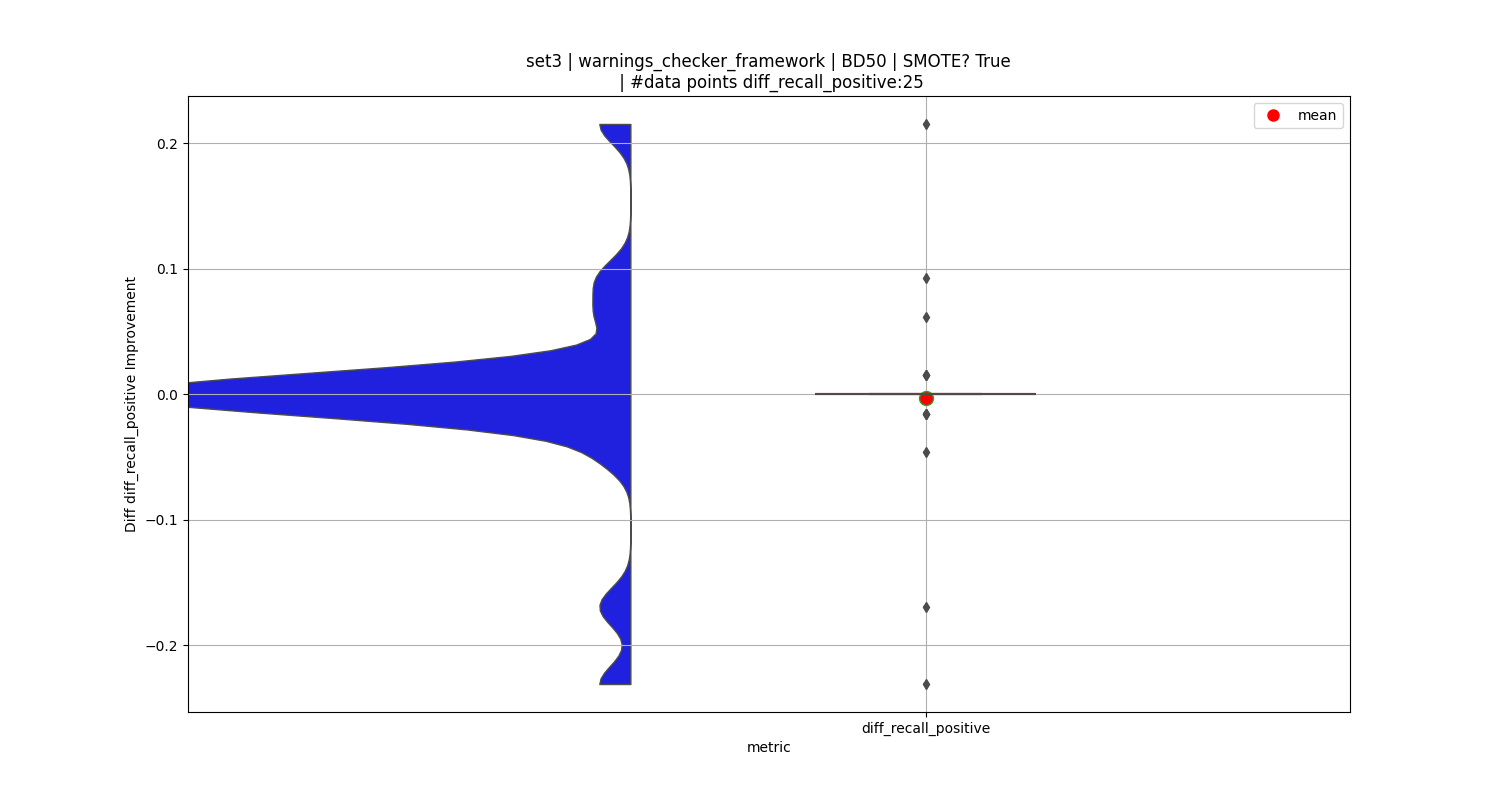 set3 | warnings_checker_framework | BD50 | SMOTE? True
| #data points diff_recall_positive:25
mean
0.2
0.1
0.0
−0.1
−0.2
Diff diff_recall_positive Improvement
diff_recall_positive
metric